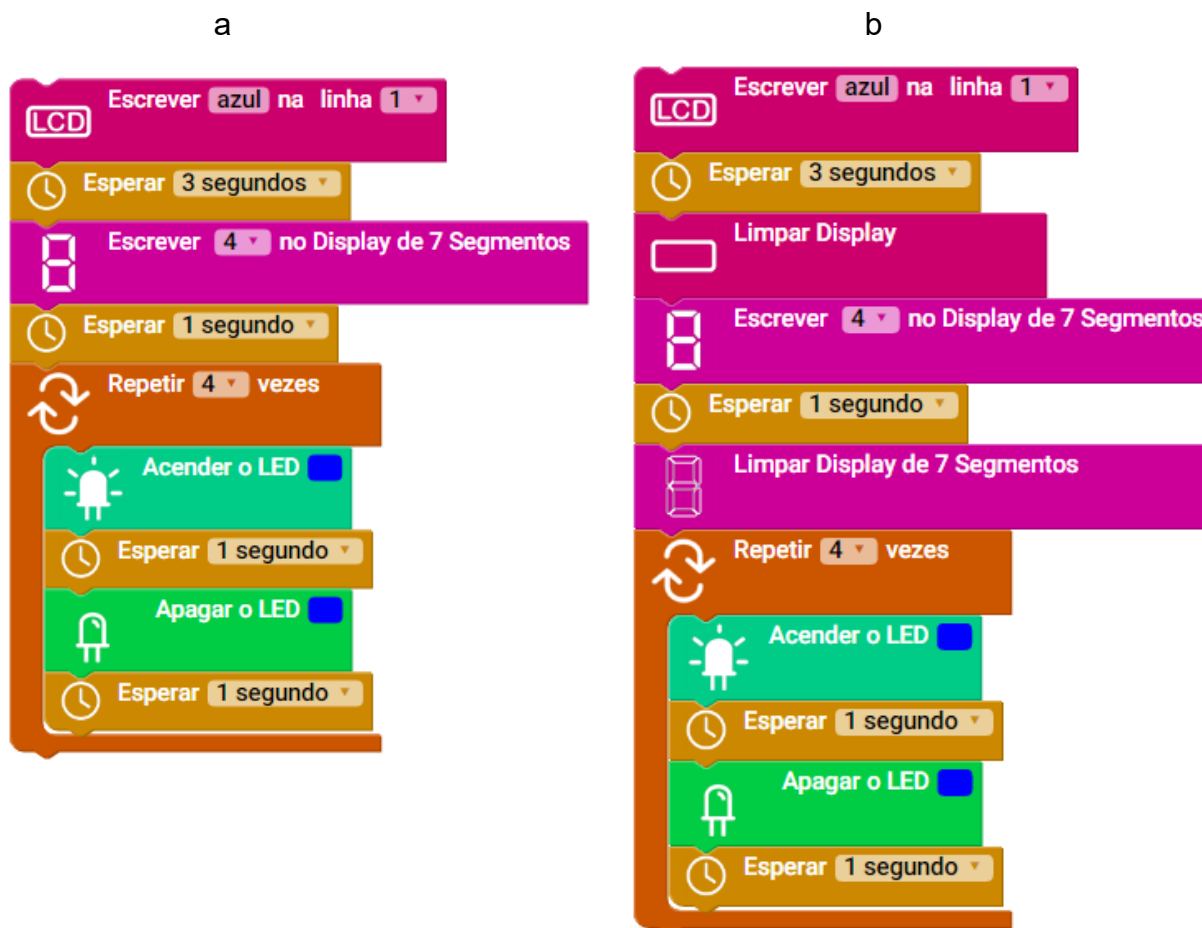 a
LCD
Escrever azul na linha 1
Esperar 3 segundos
Escrever 4 no Display de 7 Segmentos
Esperar 1 segundo
Repetir 4 vezes
Acender o LED
Esperar 1 segundo
Apagar o LED
Esperar 1 segundo
b
LCD
Escrever azul na linha 1
Esperar 3 segundos
Limpar Display
Escrever 4 no Display de 7 Segmentos
Esperar 1 segundo
Limpar Display de 7 Segmentos
Repetir 4 vezes
Acender o LED
Esperar 1 segundo
Apagar o LED
Esperar 1 segundo